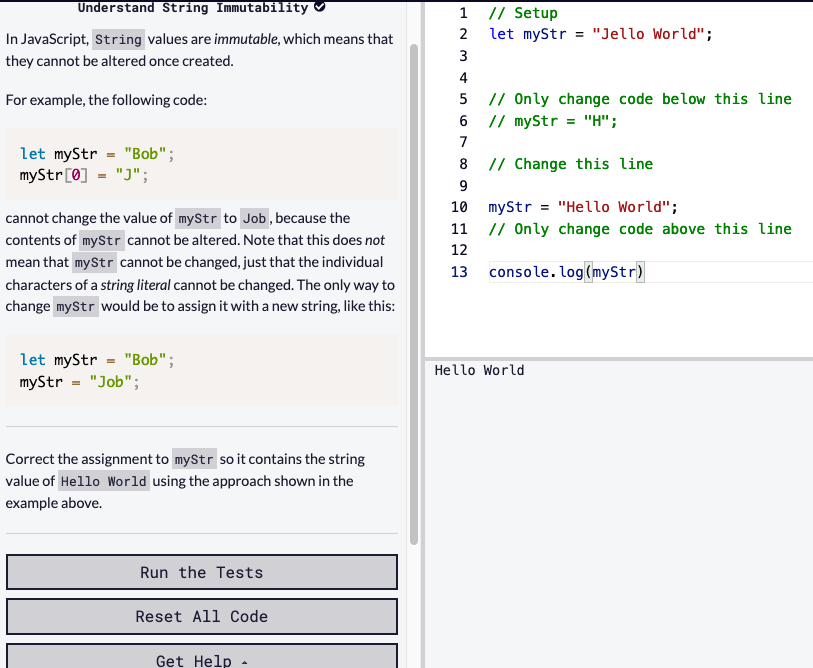 Understand String Immutability
In JavaScript, String values are immutable, which means that
they cannot be altered once created.
For example, the following code:
let myStr = "Bob";
myStr[0] = "J";
cannot change the value of myStr to Job, because the
contents of myStr cannot be altered. Note that this does not
mean that myStr cannot be changed, just that the individual
characters of a string literal cannot be changed. The only way to
change myStr would be to assign it with a new string, like this:
let myStr = "Bob";
myStr = "Job";
Correct the assignment to myStr so it contains the string
value of Hello World using the approach shown in the
example above.
Run the Tests
Reset All Code
Get Help
1 // Setup
2 let myStr = "Jello World";
3
4
5 // Only change code below this line
6 // myStr = "H";
7
8 // Change this line
9
10 myStr = "Hello World";
11 // Only change code above this line
12
13 console.log(myStr)
Hello World